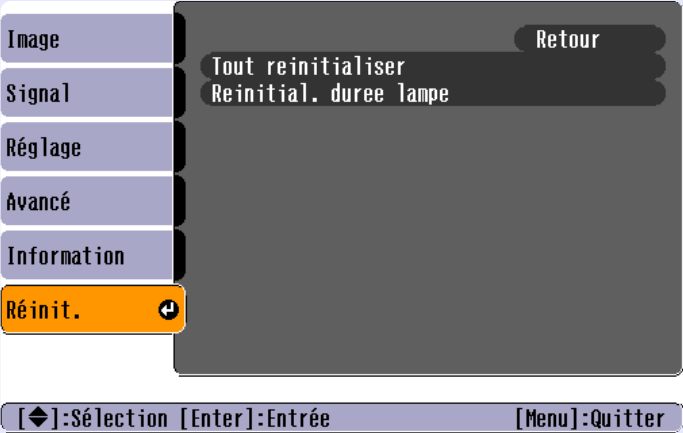 Image
Signal
Réglage
Avancé
Information
Réinit.
Retour
Tout reinitialiser
Reinitial. duree lampe
[◆]:Sélection [Enter]:Entrée [Menu]:Quitter